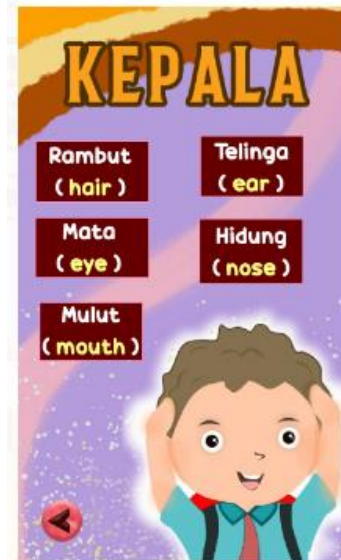 KEPALA
Rambut
( hair )
Telinga
( ear )
Mata
( eye )
Hidung
( nose )
Mulut
( mouth )